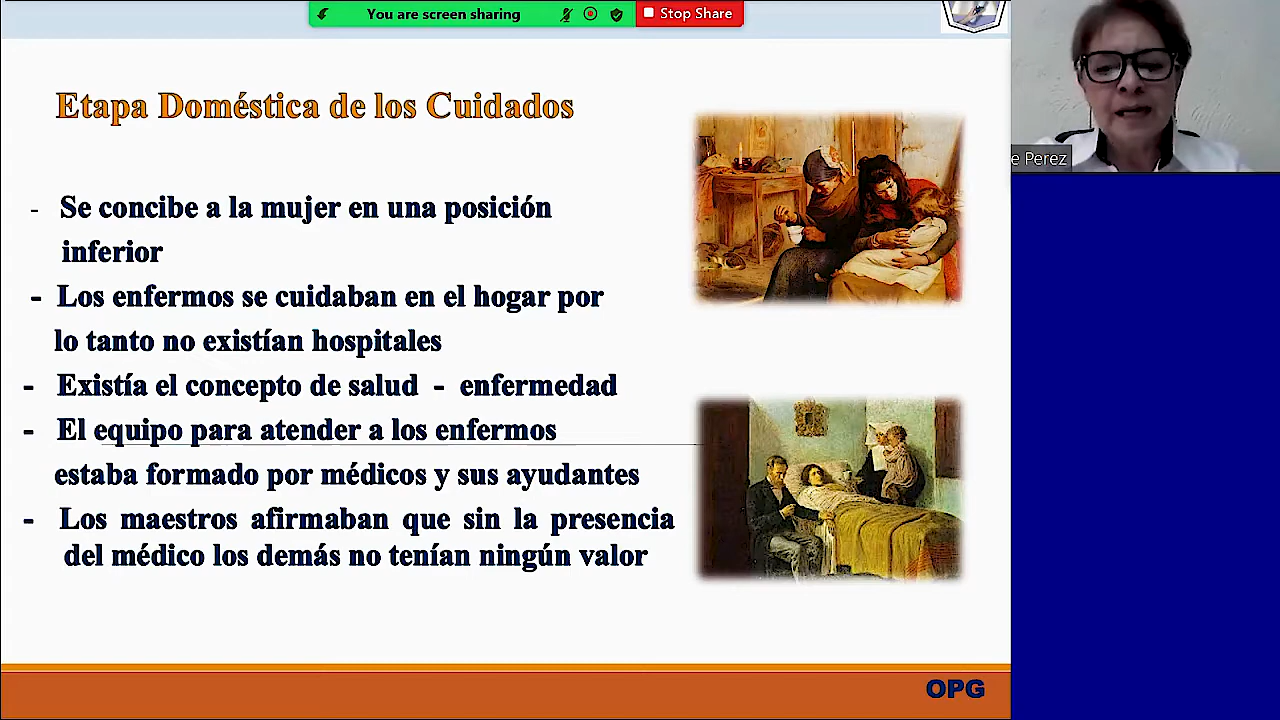 You are screen sharing
Stop Share
e Perez
Etapa Doméstica de los Cuidados
- Se concibe a la mujer en una posición
inferior
- Los enfermos se cuidaban en el hogar por
lo tanto no existían hospitales
- Existía el concepto de salud - enfermedad
- El equipo para atender a los enfermos
estaba formado por médicos y sus ayudantes
- Los maestros afirmaban que sin la presencia
del médico los demás no tenían ningún valor
OPG